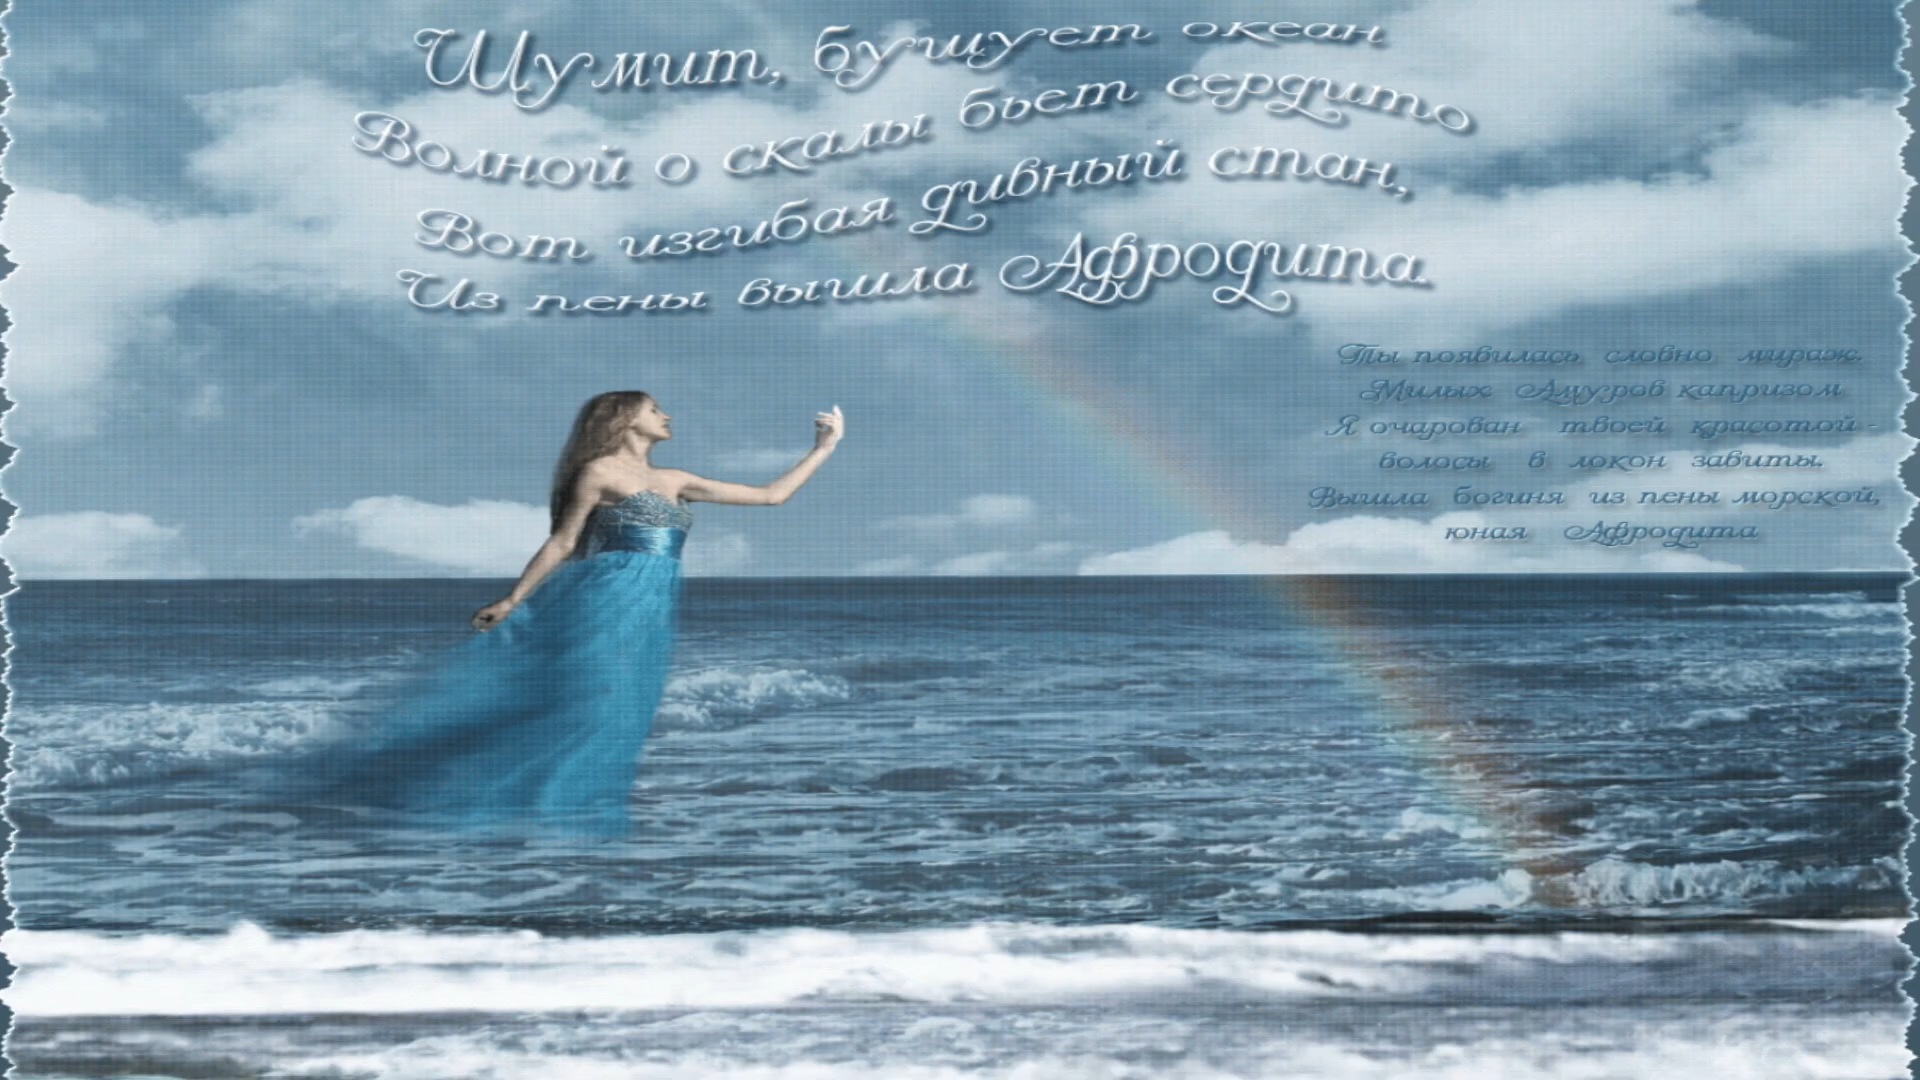 Шумит, бушует океан
Волной о скалы бьет сердито
Вот изгибая дивный стан,
Из пены вышла Афродита.
Ты появилась словно мираж.
Милых Амуров капризом
Я очарован твоей красотой -
волосы в локон завиты.
Вышла богиня из пены морской,
юная Афродита